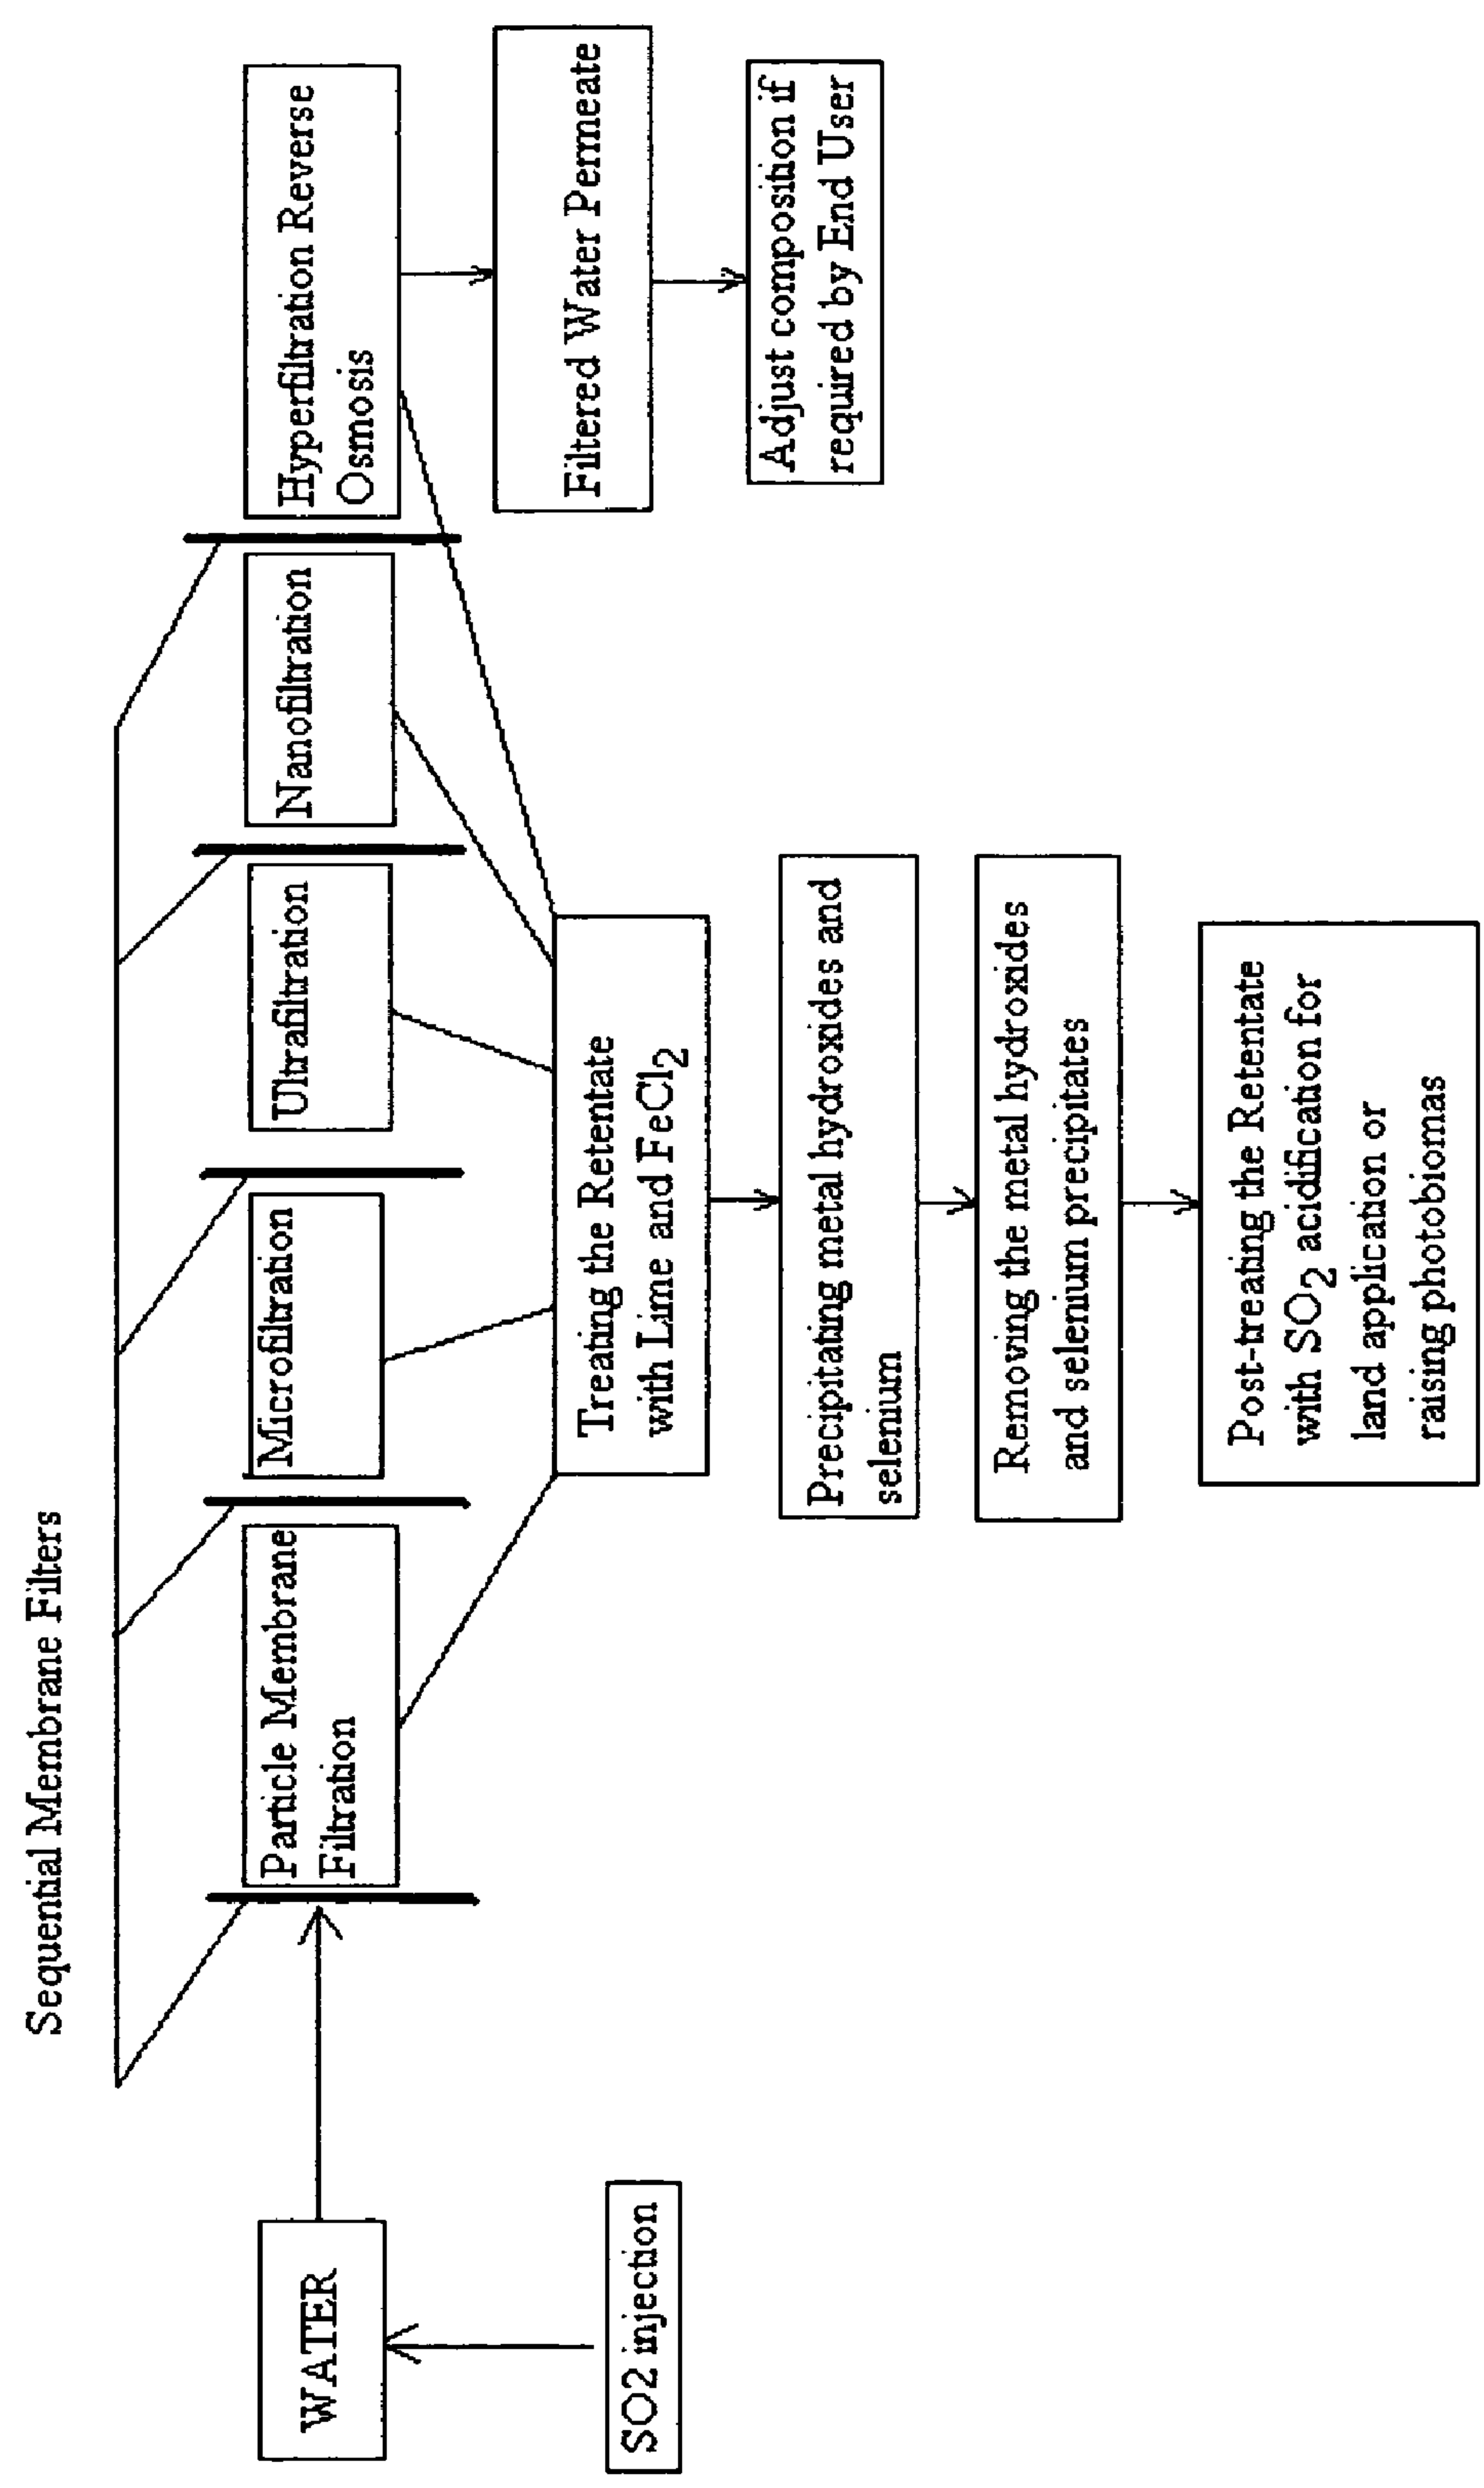 Sequential Membrane Filters
WATER
SO2 injection
Particle Membrane
Filtration
Microfiltration
Ultrafiltration
Nanofiltration
Hyperfiltration Reverse
Osmosis
Treating the Retentate
with Lime and FeCl2
Filtered Water Permeate
Precipitating metal hydroxides and
selenium
Adjust composition if
required by End User
Removing the metal hydroxides
and selenium precipitates
Post-treating the Retentate
with SO2 acidification for
land application or
raising photobiomas